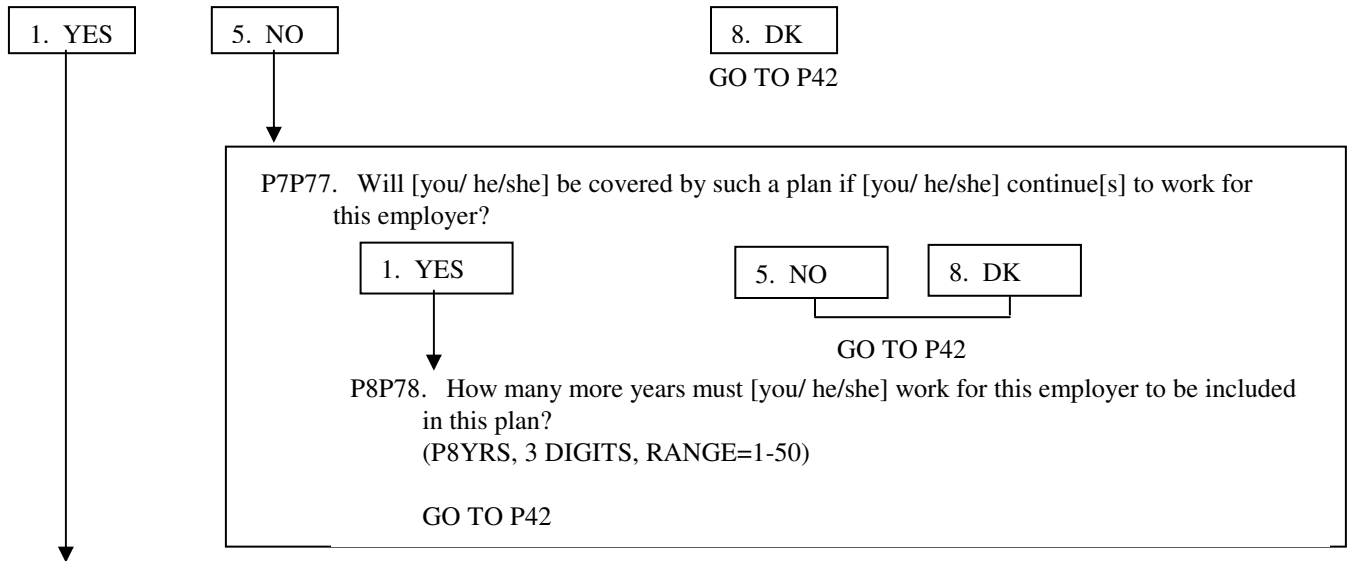 1. YES 5. NO 8. DK
GO TO P42
P7P77. Will [you/ he/she] be covered by such a plan if [you/ he/she] continue[s] to work for
this employer?
1. YES 5. NO 8. DK
GO TO P42
P8P78. How many more years must [you/ he/she] work for this employer to be included
in this plan?
(P8YRS, 3 DIGITS, RANGE=1-50)
GO TO P42